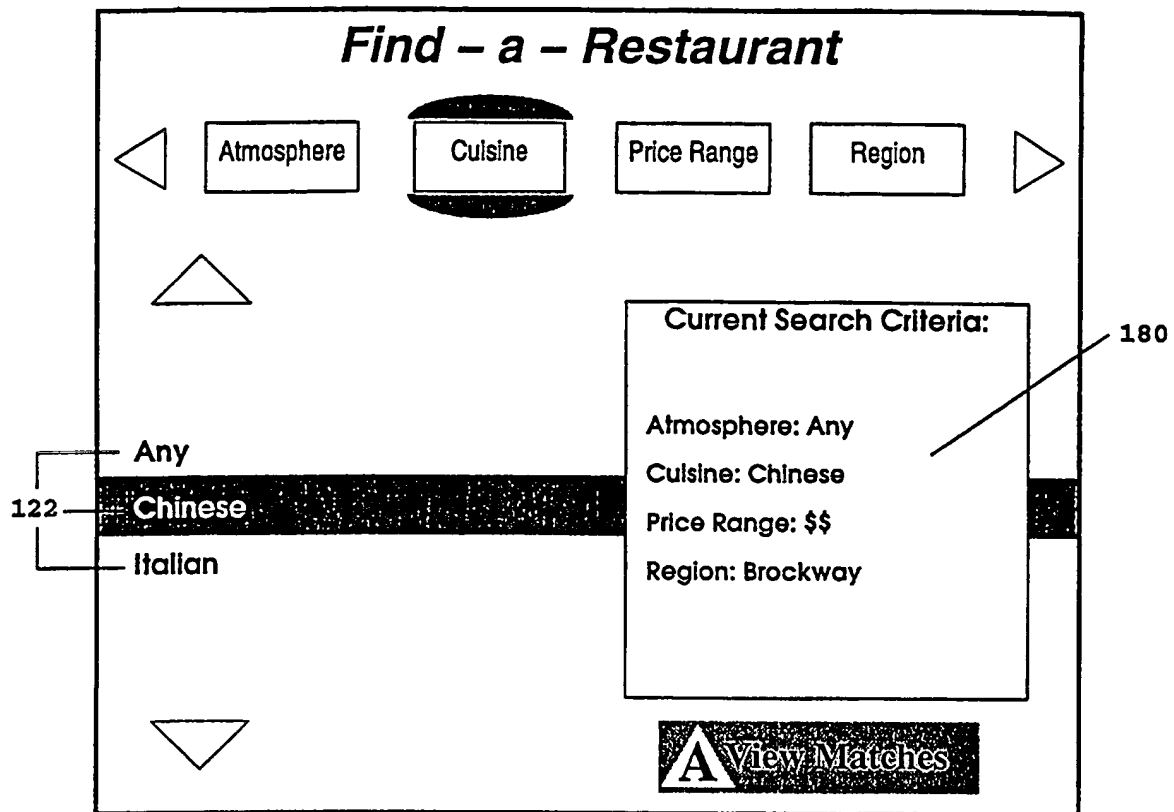 Find – a – Restaurant
Atmosphere Cuisine Price Range Region
Current Search Criteria:
180
Atmosphere: Any
Any
Cuisine: Chinese
122 Chinese
Price Range: $$
Italian
Region: Brockway
A View Matches